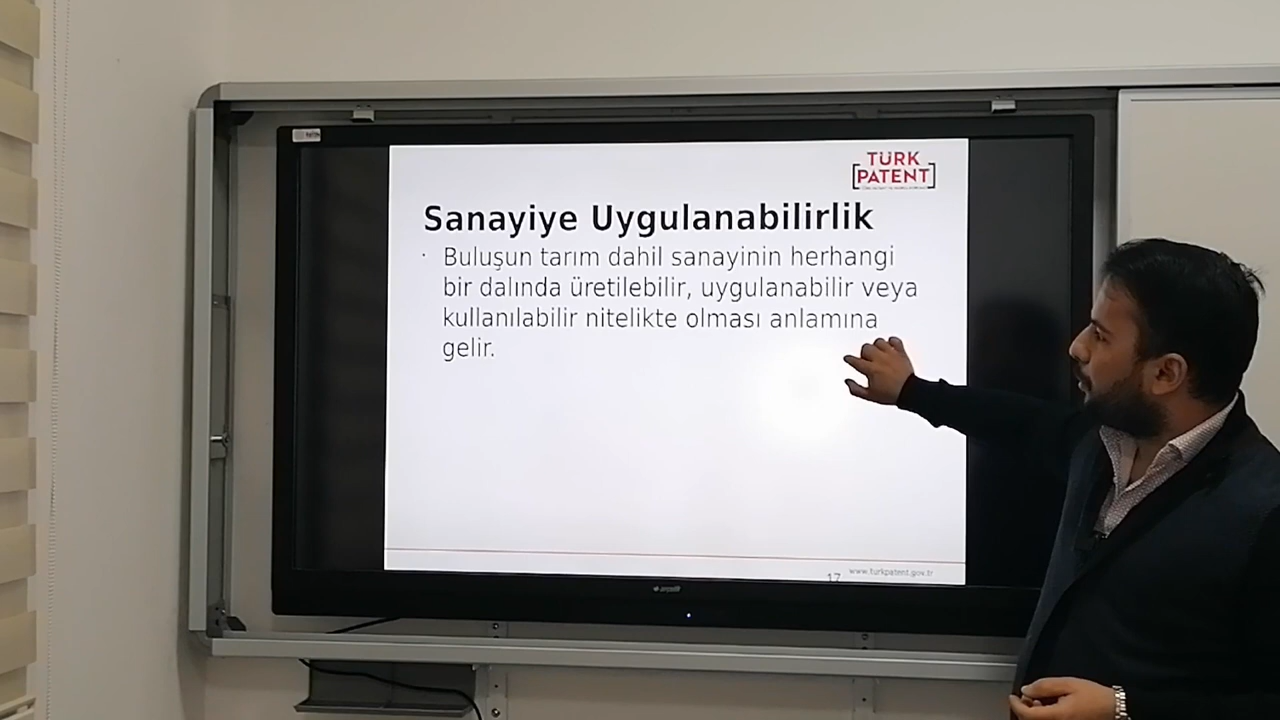 TÜRK
PATENT
Sanayiye Uygulanabilirlik
· Buluşun tarım dahil sanayinin herhangi
bir dalında üretilebilir, uygulanabilir veya
kullanılabilir nitelikte olması anlamına
gelir.
17
www.turkpatent.gov.tr
arçelik